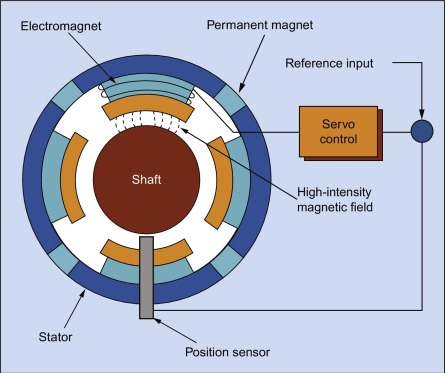 Electromagnet
Permanent magnet
Reference input
Servo
control
Shaft
High-intensity
magnetic field
Stator
Position sensor